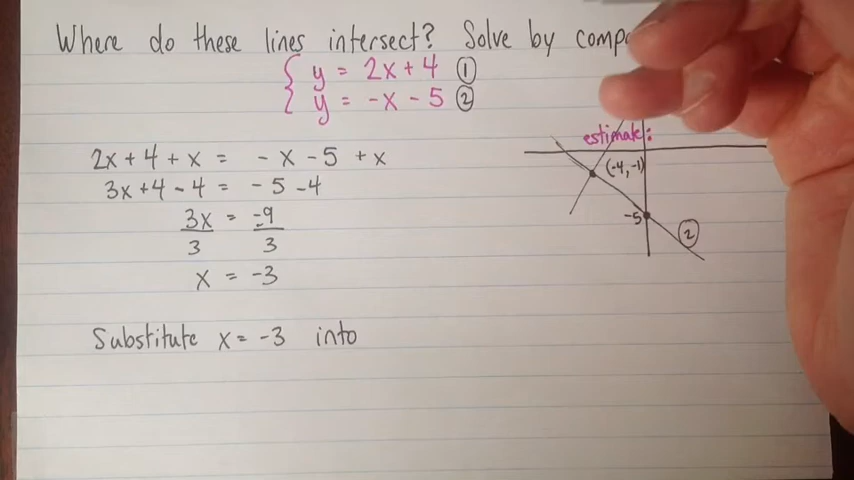 Where do these lines intersect? Solve by
y = 2x + 4 ①
y = -x - 5 ②
estimate:
2x + 4 + x = - x - 5 + x
(-4, -1)
3x + 4 - 4 = - 5 - 4
3x = -9
-5
②
3 3
x = -3
Substitute x = -3 into